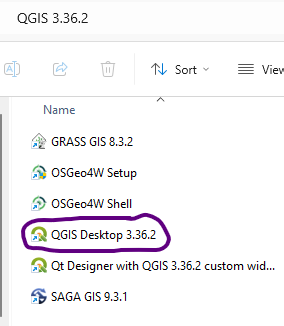 QGIS 3.36.2
Sort
View
Name
GRASS GIS 8.3.2
OSGeo4W Setup
OSGeo4W Shell
QGIS Desktop 3.36.2
Qt Designer with QGIS 3.36.2 custom wid...
SAGA GIS 9.3.1